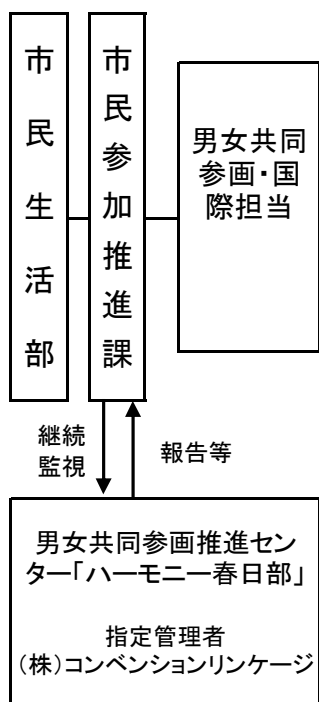 市民生活部
市民参加推進課
男女共同
参画・国
際担当
継続
監視
報告等
男女共同参画推進セン
ター「ハーモニー春日部」
指定管理者
(株)コンベンションリンケージ